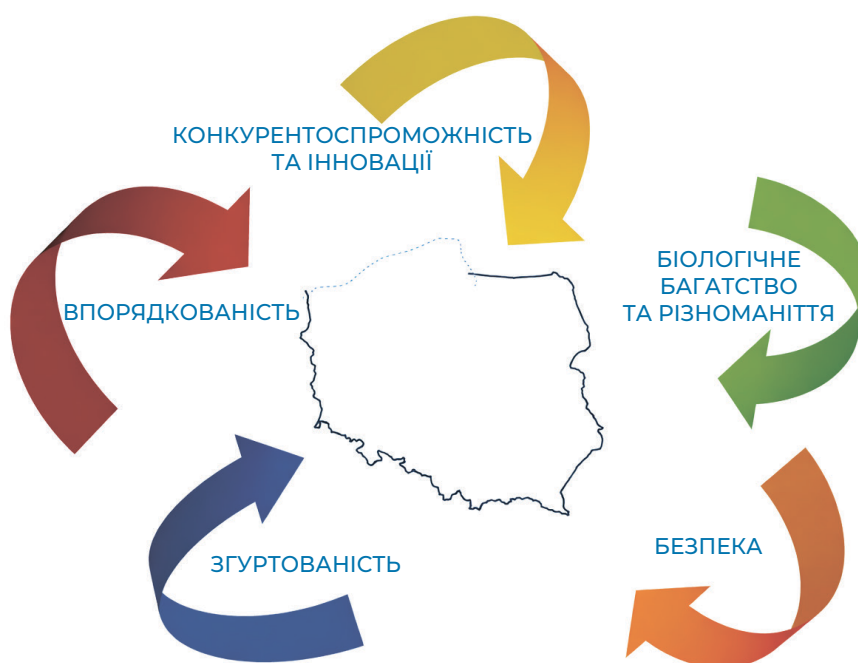 КОНКУРЕНТОСПРОМОЖНІСТЬ
ТА ІННОВАЦІЇ
БІОЛОГІЧНЕ
БАГАТСТВО
ТА РІЗНОМАНІТТЯ
ВПОРЯДКОВАНІСТЬ
БЕЗПЕКА
ЗГУРТОВАНІСТЬ